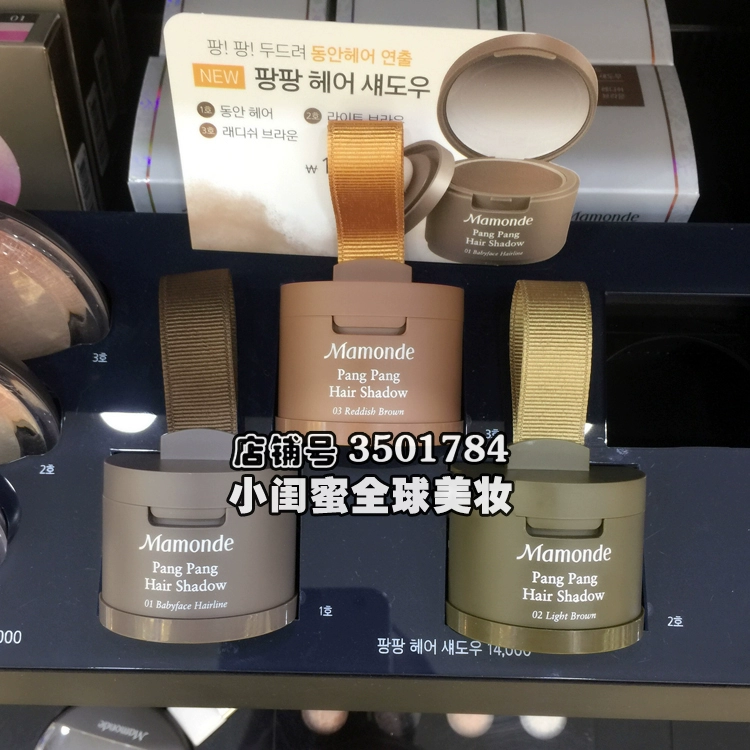 01
팡! 팡! 두드려 동안헤어 연출
NEW 팡팡 헤어 섀도우
1호 동안 헤어 2호 라이트 브라운
3호 래디쉬 브라운
₩ 1
Mamonde
Pang Pang
Hair Shadow
01 Babyface Hairline
Mamonde
Mamonde
Pang Pang
Hair Shadow
03 Reddish Brown
3호
3호
店铺号 3501784
小闺蜜全球美妆
2호
Mamonde
Pang Pang
Hair Shadow
01 Babyface Hairline
Mamonde
Pang Pang
Hair Shadow
02 Light Brown
1호
2호
000
팡팡 헤어 섀도우 14,000
Mamonde